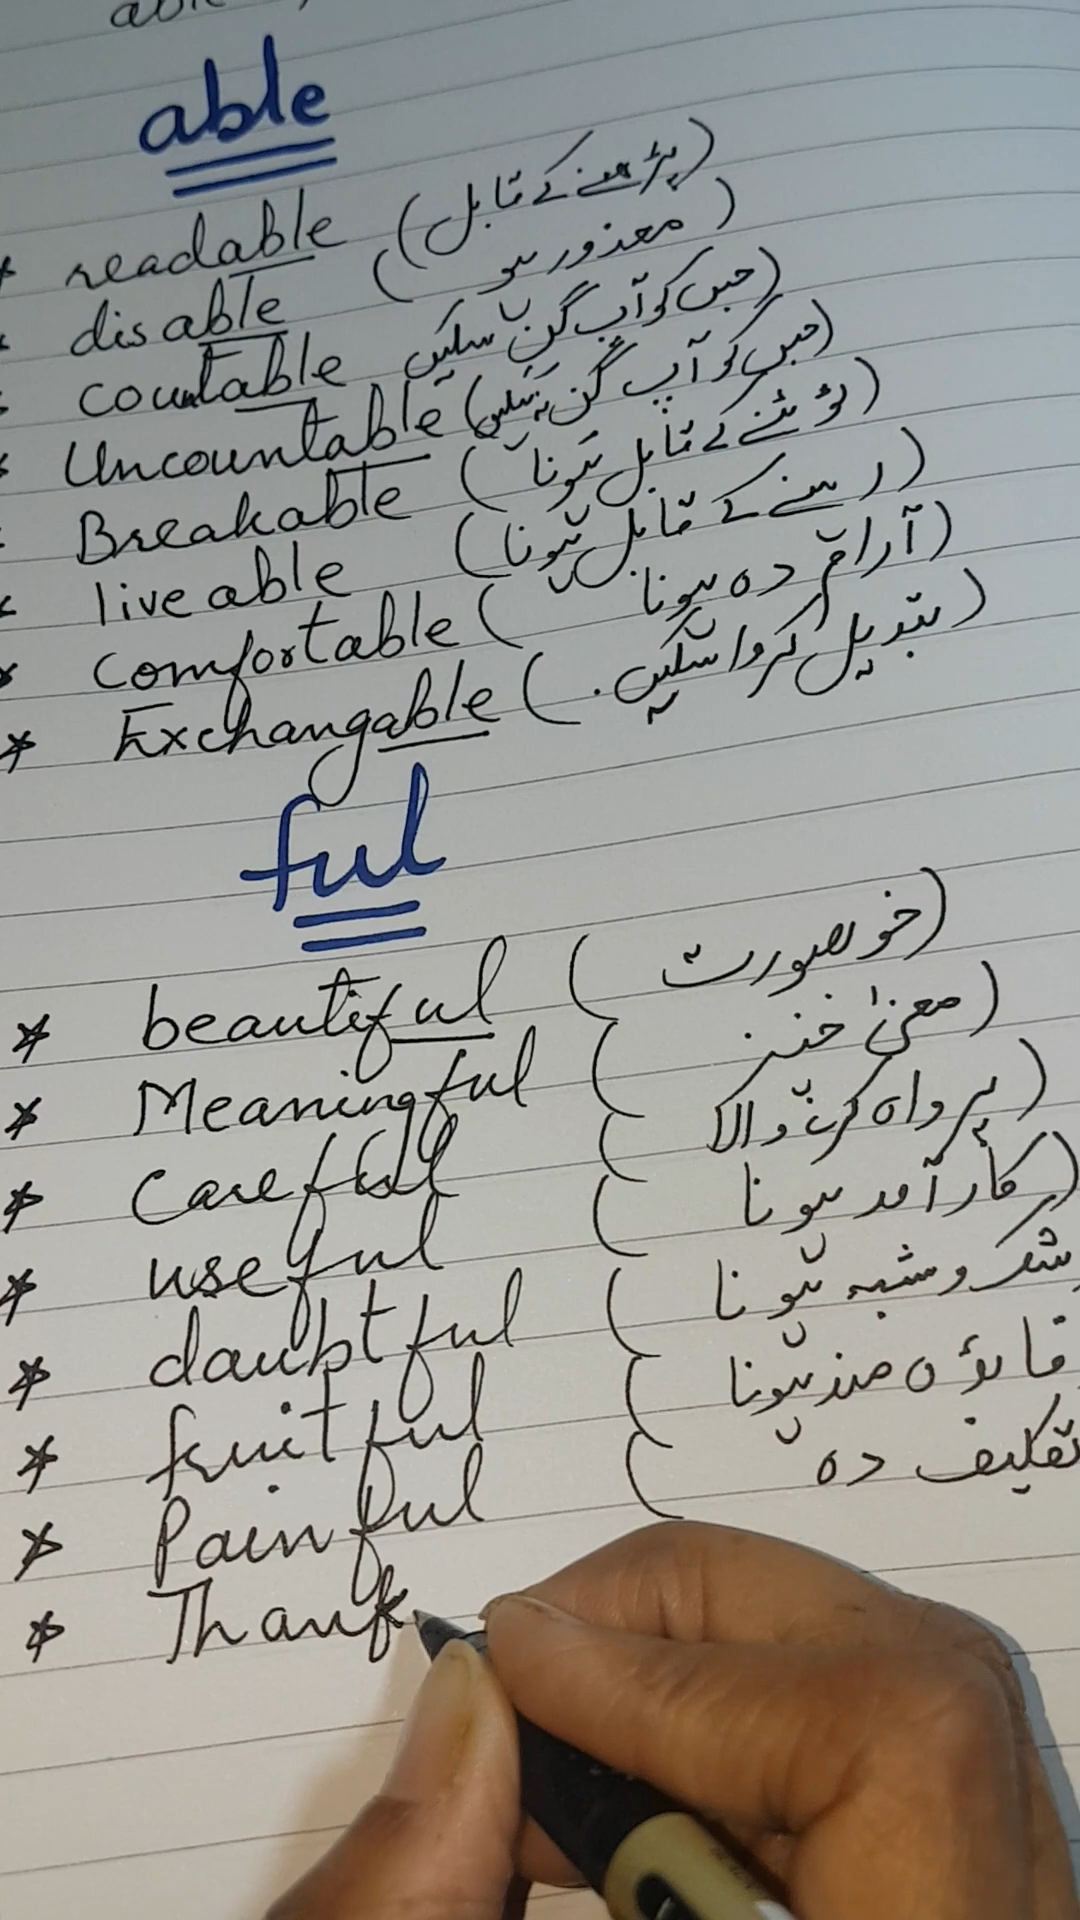 able
able
* readable (پڑھنے کے قابل)
disable (معذور ہو)
countable (جس کو آپ گن سکیں)
Uncountable (جس کو آپ گن نہ سکیں)
Breakable (ٹوٹنے کے قابل ہونا)
liveable (رہنے کے قابل ہونا)
* comfortable (آرام دہ ہونا)
* Exchangable (تبدیل کروا سکیں.)
ful
* beautiful (خوبصورت)
* Meaningful (معنیٰ خیز)
* Careful (پرواہ کرنے والا)
* useful (کار آمد ہونا)
* doubtful (شک و شبہ ہونا
* fruitful ( مند ہونا
* Painful (تکلیف دہ
* Thank